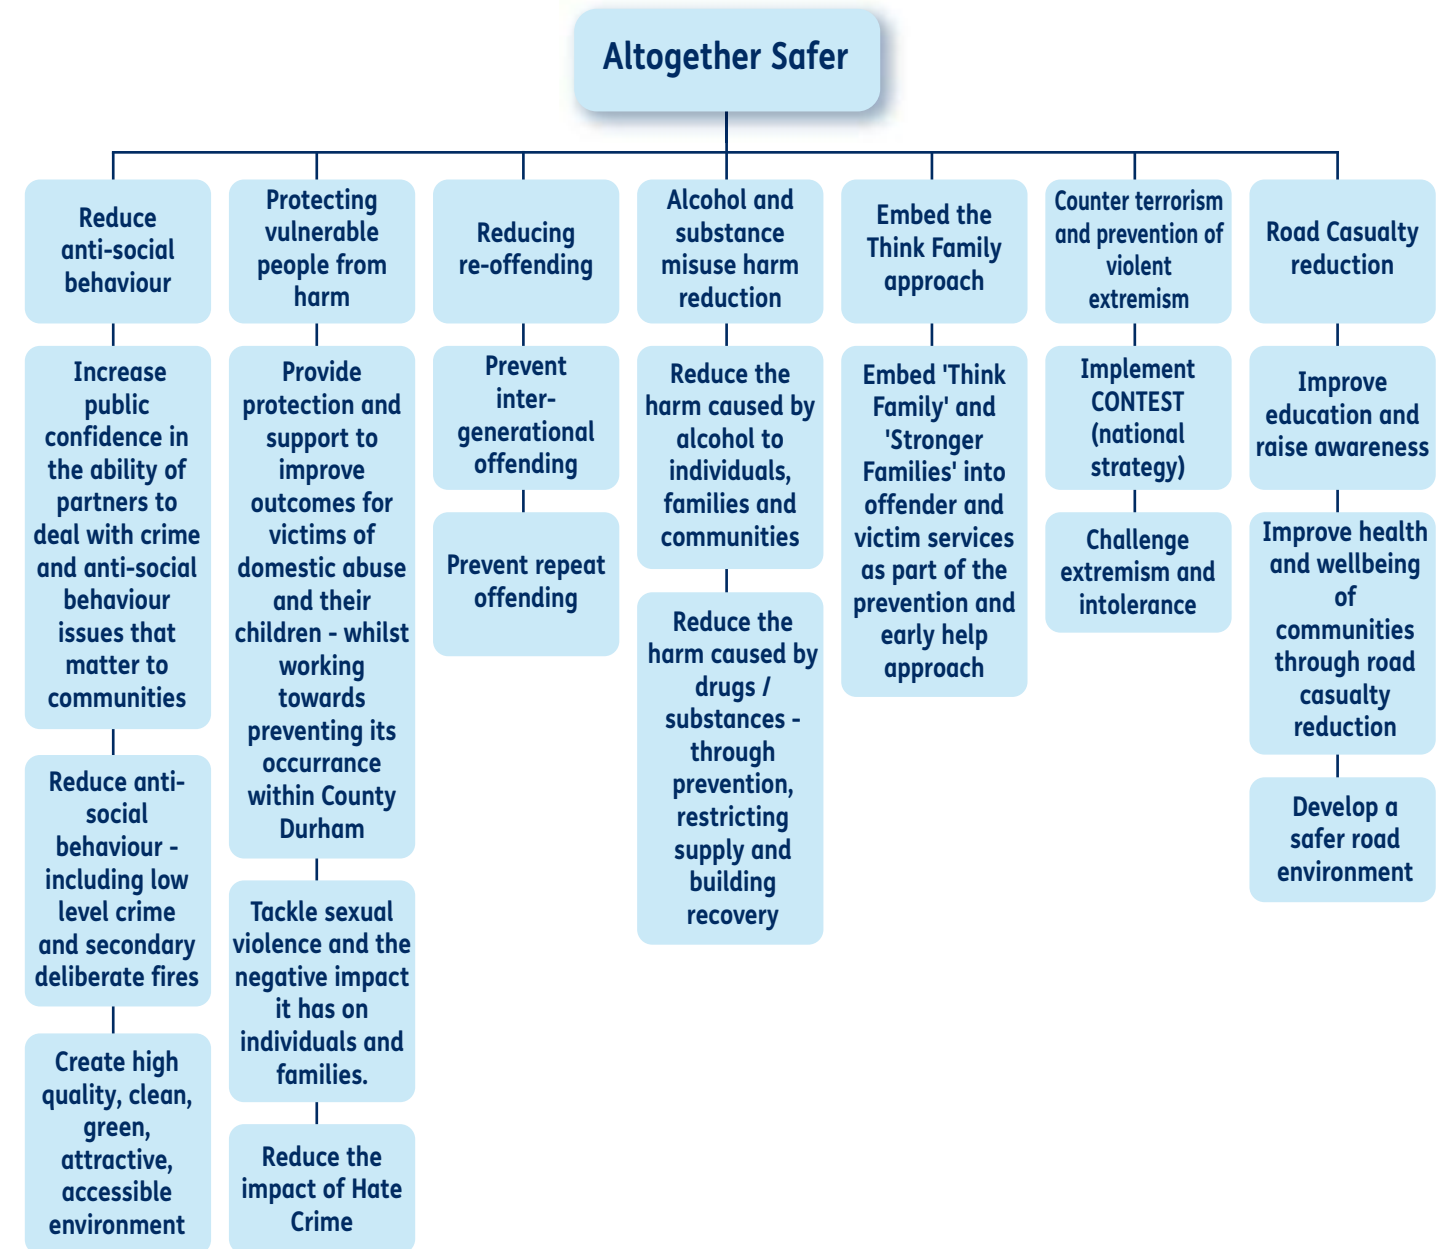 Altogether Safer
Reduce
anti-social
behaviour
Increase
public
confidence in
the ability of
partners to
deal with crime
and anti-social
behaviour
issues that
matter to
communities
Reduce anti-
social
behaviour -
including low
level crime
and secondary
deliberate fires
Create high
quality, clean,
green,
attractive,
accessible
environment
Protecting
vulnerable
people from
harm
Provide
protection and
support to
improve
outcomes for
victims of
domestic abuse
and their
children - whilst
working
towards
preventing its
occurrance
within County
Durham
Tackle sexual
violence and the
negative impact
it has on
individuals and
families.
Reduce the
impact of Hate
Crime
Reducing
re-offending
Prevent
inter-
generational
offending
Prevent repeat
offending
Alcohol and
substance
misuse harm
reduction
Reduce the
harm caused by
alcohol to
individuals,
families and
communities
Reduce the
harm caused by
drugs /
substances -
through
prevention,
restricting
supply and
building
recovery
Embed the
Think Family
approach
Embed 'Think
Family' and
'Stronger
Families' into
offender and
victim services
as part of the
prevention and
early help
approach
Counter terrorism
and prevention of
violent
extremism
Implement
CONTEST
(national
strategy)
Challenge
extremism and
intolerance
Road Casualty
reduction
Improve
education and
raise awareness
Improve health
and wellbeing
of
communities
through road
casualty
reduction
Develop a
safer road
environment